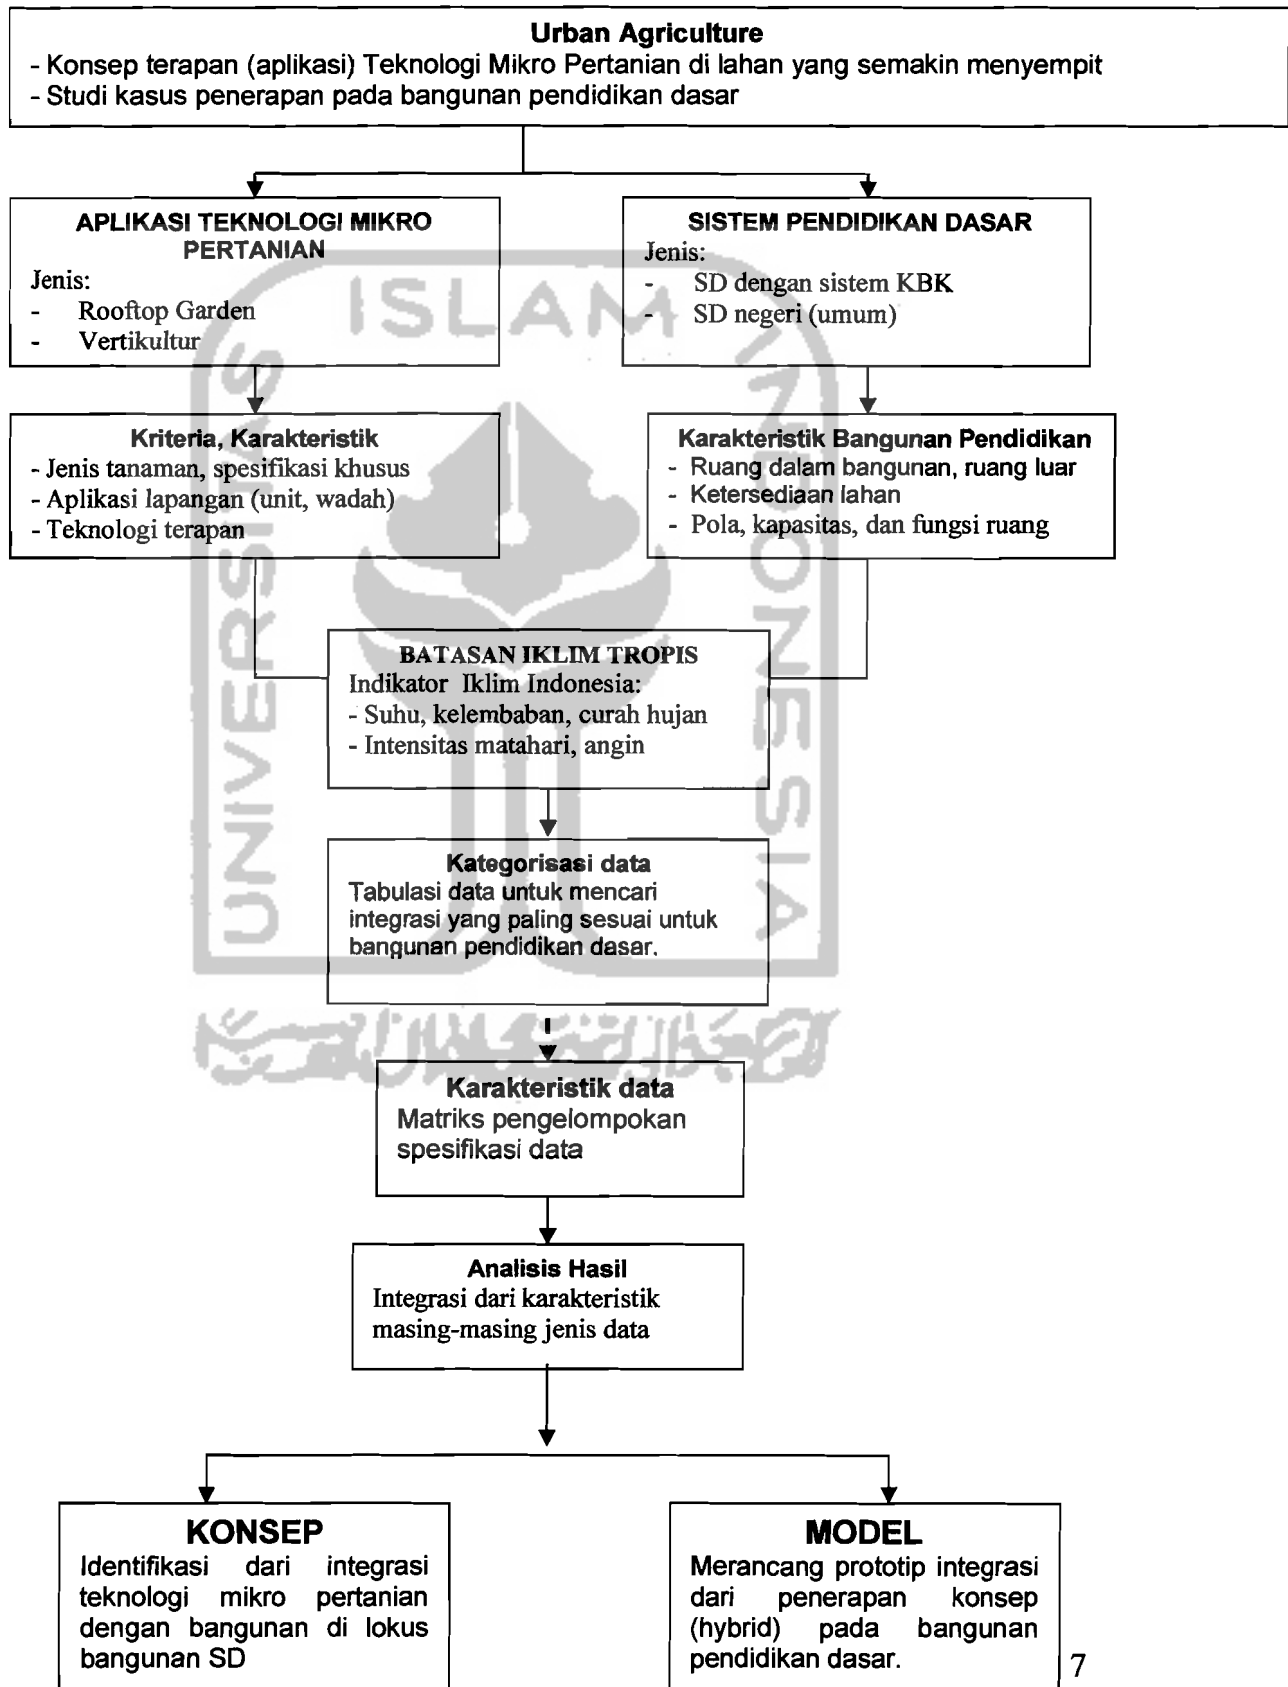 Urban Agriculture
- Konsep terapan (aplikasi) Teknologi Mikro Pertanian di lahan yang semakin menyempit
- Studi kasus penerapan pada bangunan pendidikan dasar
APLIKASI TEKNOLOGI MIKRO
PERTANIAN
Jenis:
- Rooftop Garden
- Vertikultur
SISTEM PENDIDIKAN DASAR
Jenis:
- SD dengan sistem KBK
- SD negeri (umum)
Kriteria, Karakteristik
- Jenis tanaman, spesifikasi khusus
- Aplikasi lapangan (unit, wadah)
- Teknologi terapan
Karakteristik Bangunan Pendidikan
- Ruang dalam bangunan, ruang luar
- Ketersediaan lahan
- Pola, kapasitas, dan fungsi ruang
BATASAN IKLIM TROPIS
Indikator Iklim Indonesia:
- Suhu, kelembaban, curah hujan
- Intensitas matahari, angin
Kategorisasi data
Tabulasi data untuk mencari
integrasi yang paling sesuai untuk
bangunan pendidikan dasar.
Karakteristik data
Matriks pengelompokan
spesifikasi data
Analisis Hasil
Integrasi dari karakteristik
masing-masing jenis data
KONSEP
Identifikasi dari integrasi
teknologi mikro pertanian
dengan bangunan di lokus
bangunan SD
MODEL
Merancang prototip integrasi
dari penerapan konsep
(hybrid) pada bangunan
pendidikan dasar.
7
UNIVERSITAS
ISLAM
INDONESIA